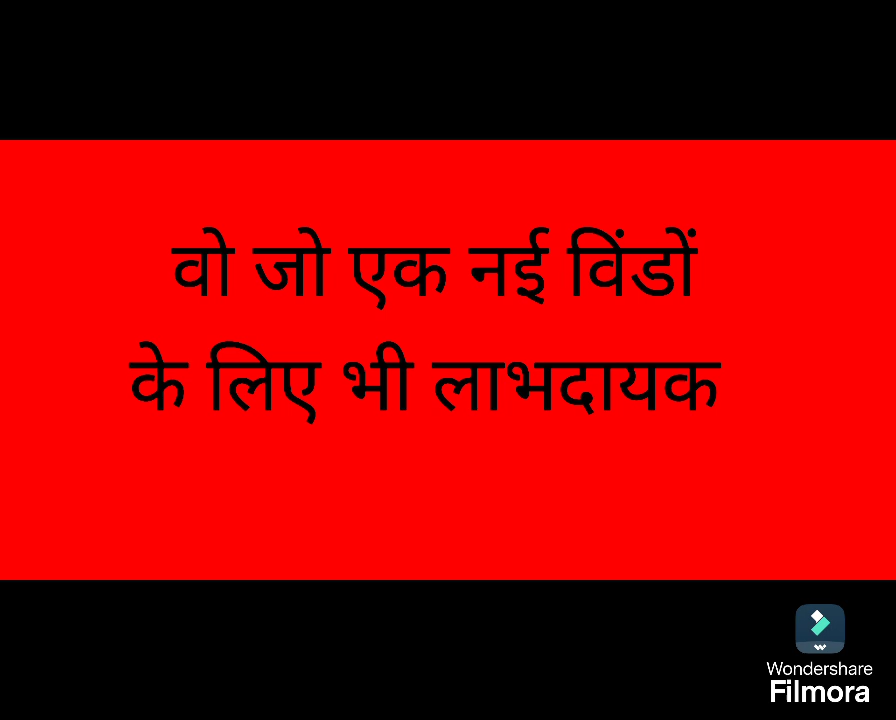 वो जो एक नई विंडों
के लिए भी लाभदायक
Wondershare
Filmora